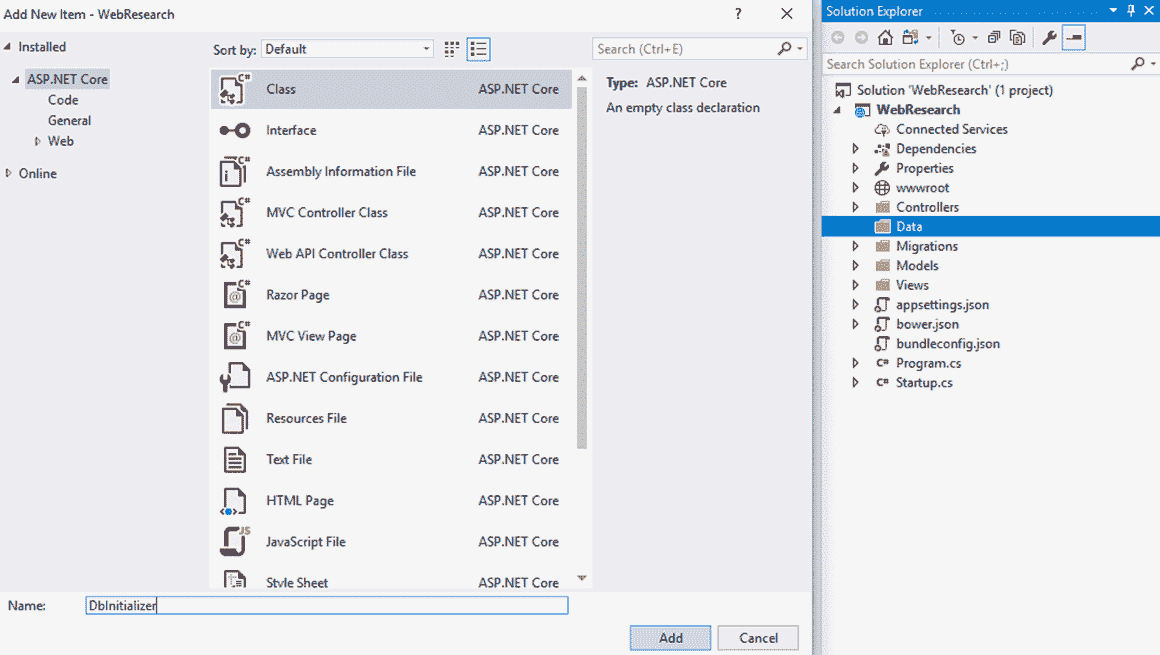 Add New Item - WebResearch
?
Installed
ASP.NET Core
Code
General
Web
Online
Sort by: Default
Search (Ctrl+E)
Class ASP.NET Core
Interface ASP.NET Core
Assembly Information File ASP.NET Core
MVC Controller Class ASP.NET Core
Web API Controller Class ASP.NET Core
Razor Page ASP.NET Core
MVC View Page ASP.NET Core
ASP.NET Configuration File ASP.NET Core
Resources File ASP.NET Core
Text File ASP.NET Core
HTML Page ASP.NET Core
JavaScript File ASP.NET Core
Style Sheet ASP.NET Core
Type: ASP.NET Core
An empty class declaration
Name: DbInitializer
Add Cancel
Solution Explorer
Search Solution Explorer (Ctrl+;)
Solution 'WebResearch' (1 project)
WebResearch
Connected Services
Dependencies
Properties
wwwroot
Controllers
Data
Migrations
Models
Views
appsettings.json
bower.json
bundleconfig.json
C# Program.cs
C# Startup.cs